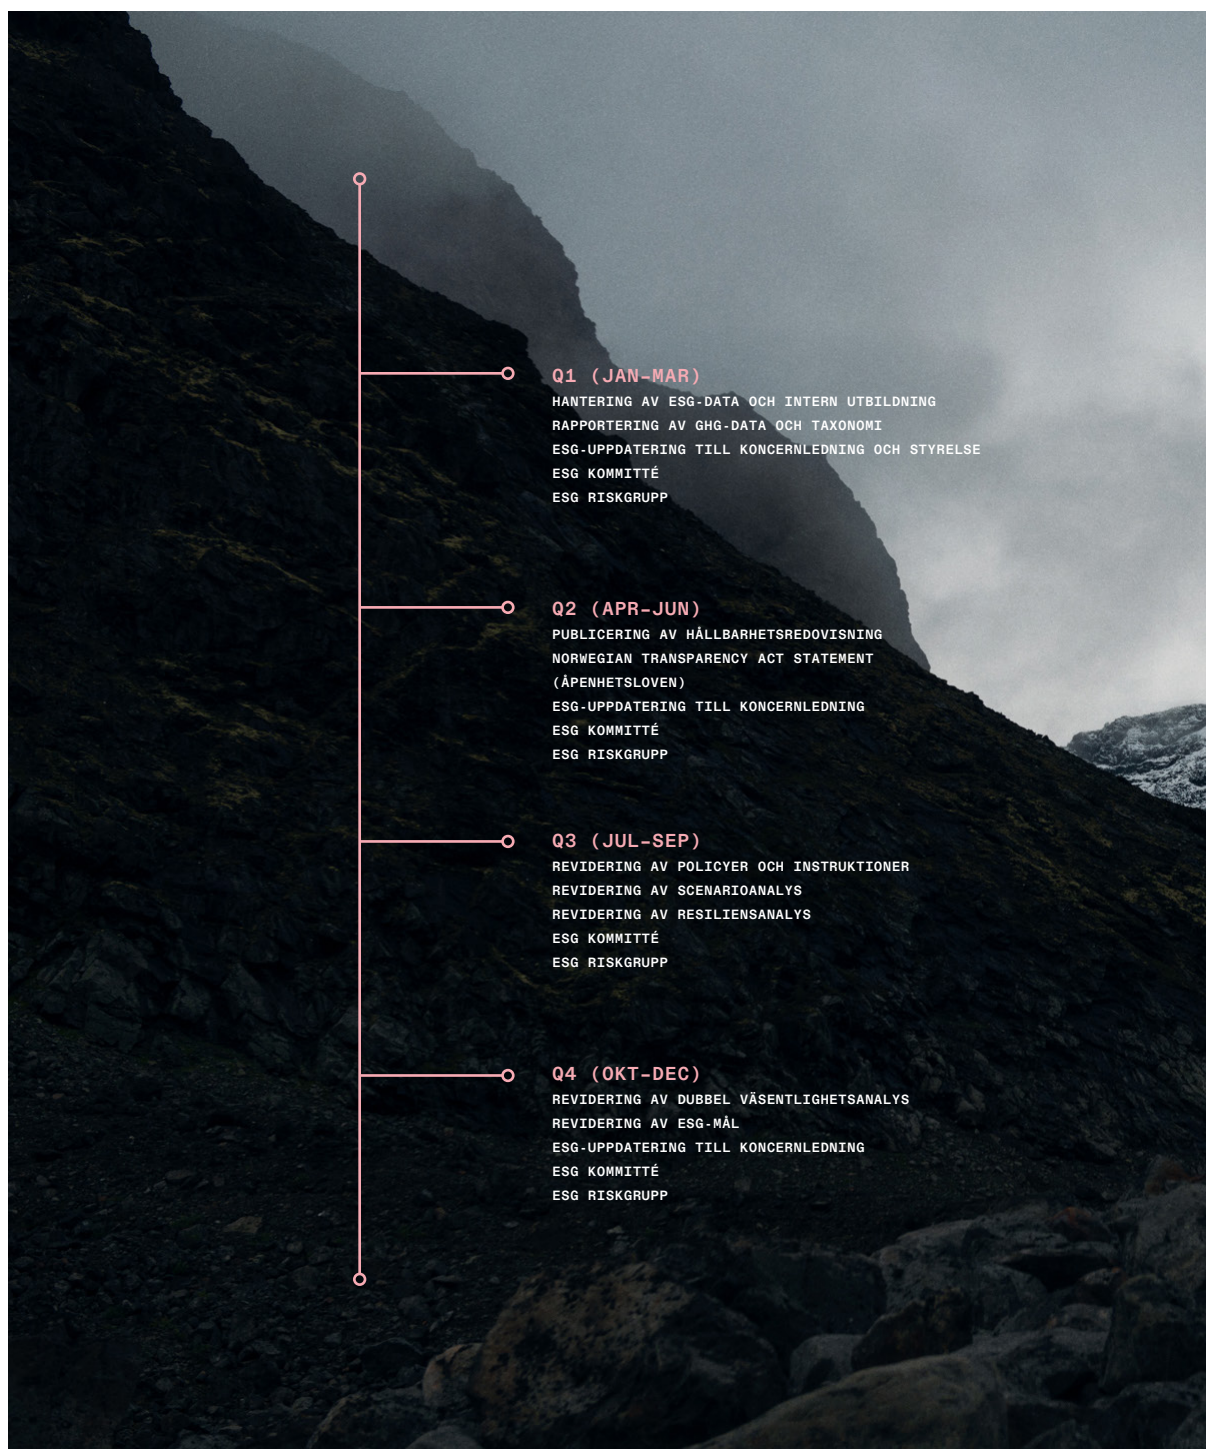 Q1 (JAN–MAR)
HANTERING AV ESG-DATA OCH INTERN UTBILDNING
RAPPORTERING AV GHG-DATA OCH TAXONOMI
ESG-UPPDATERING TILL KONCERNLEDNING OCH STYRELSE
ESG KOMMITTÉ
ESG RISKGRUPP
Q2 (APR–JUN)
PUBLICERING AV HÅLLBARHETSREDOVISNING
NORWEGIAN TRANSPARENCY ACT STATEMENT
(ÅPENHETSLOVEN)
ESG-UPPDATERING TILL KONCERNLEDNING
ESG KOMMITTÉ
ESG RISKGRUPP
Q3 (JUL–SEP)
REVIDERING AV POLICYER OCH INSTRUKTIONER
REVIDERING AV SCENARIOANALYS
REVIDERING AV RESILIENSANALYS
ESG KOMMITTÉ
ESG RISKGRUPP
Q4 (OKT–DEC)
REVIDERING AV DUBBEL VÄSENTLIGHETSANALYS
REVIDERING AV ESG-MÅL
ESG-UPPDATERING TILL KONCERNLEDNING
ESG KOMMITTÉ
ESG RISKGRUPP